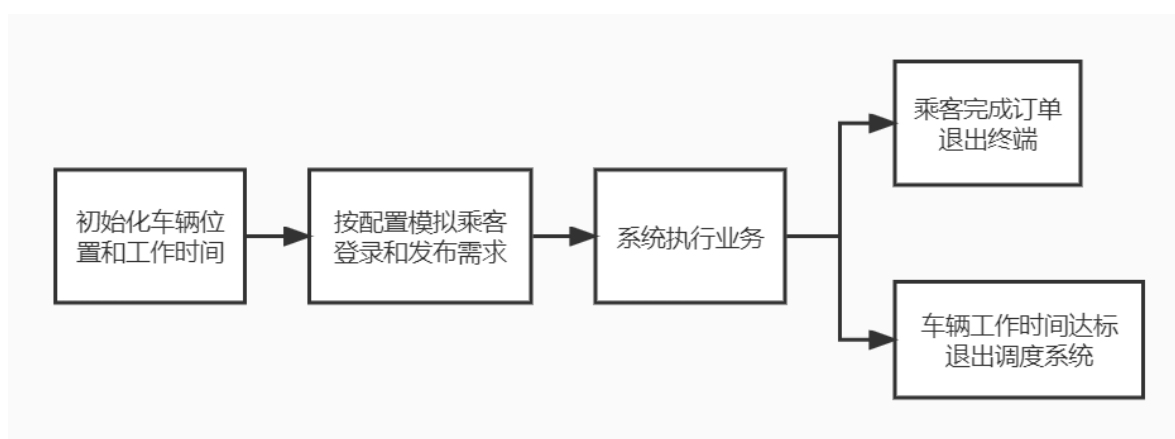 初始化车辆位
置和工作时间
按配置模拟乘客
登录和发布需求
系统执行业务
乘客完成订单
退出终端
车辆工作时间达标
退出调度系统